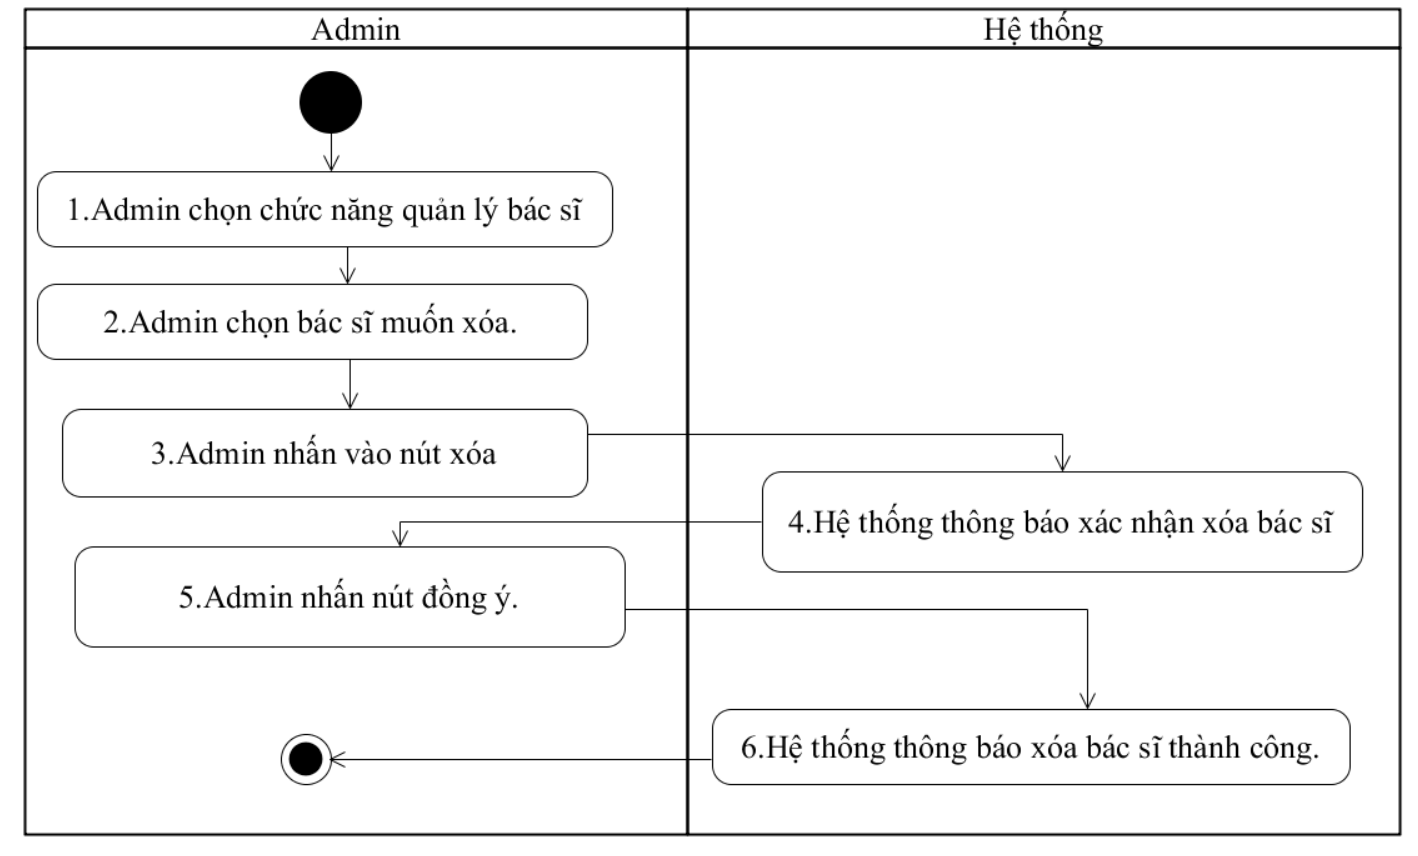 Admin
Hệ thống
1.Admin chọn chức năng quản lý bác sĩ
2.Admin chọn bác sĩ muốn xóa.
3.Admin nhấn vào nút xóa
4.Hệ thống thông báo xác nhận xóa bác sĩ
5.Admin nhấn nút đồng ý.
6.Hệ thống thông báo xóa bác sĩ thành công.